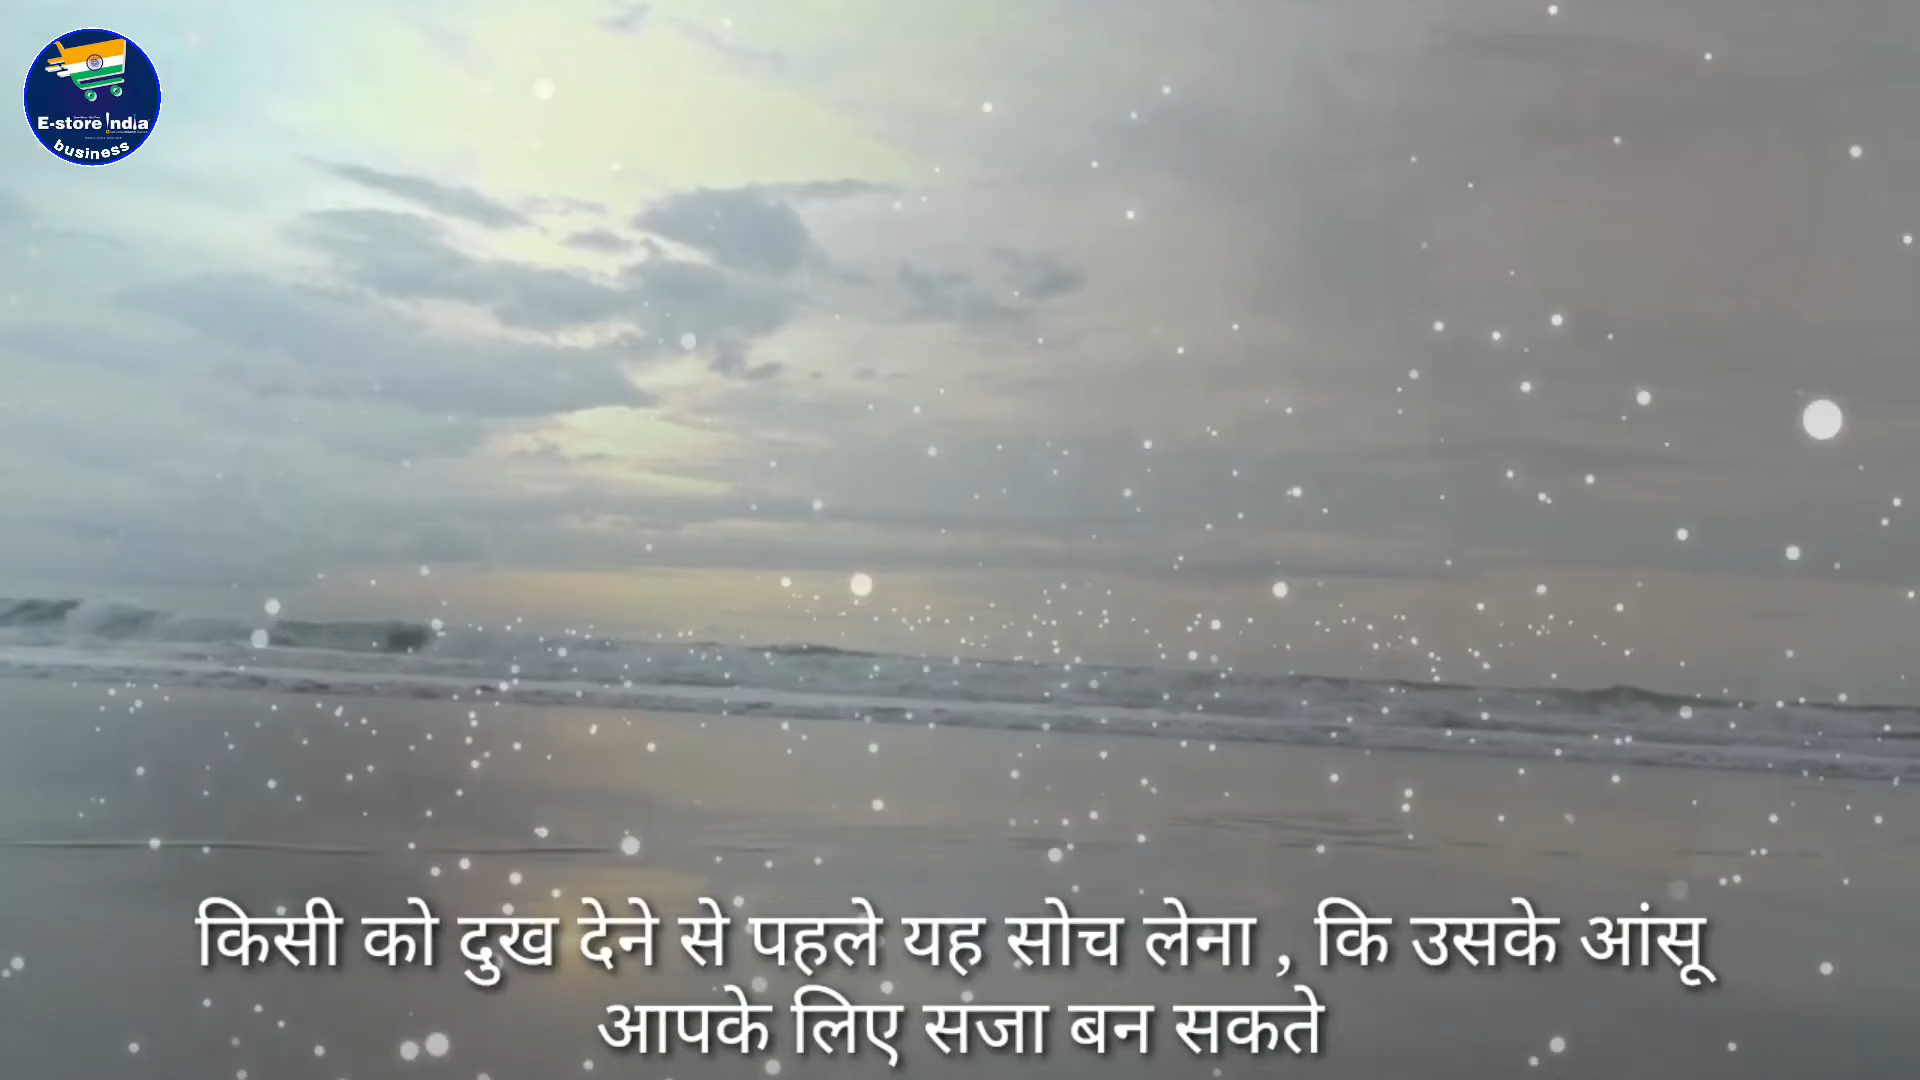 E-store India
business
किसी को दुख देने से पहले यह सोच लेना , कि उसके आंसू
आपके लिए सजा बन सकते